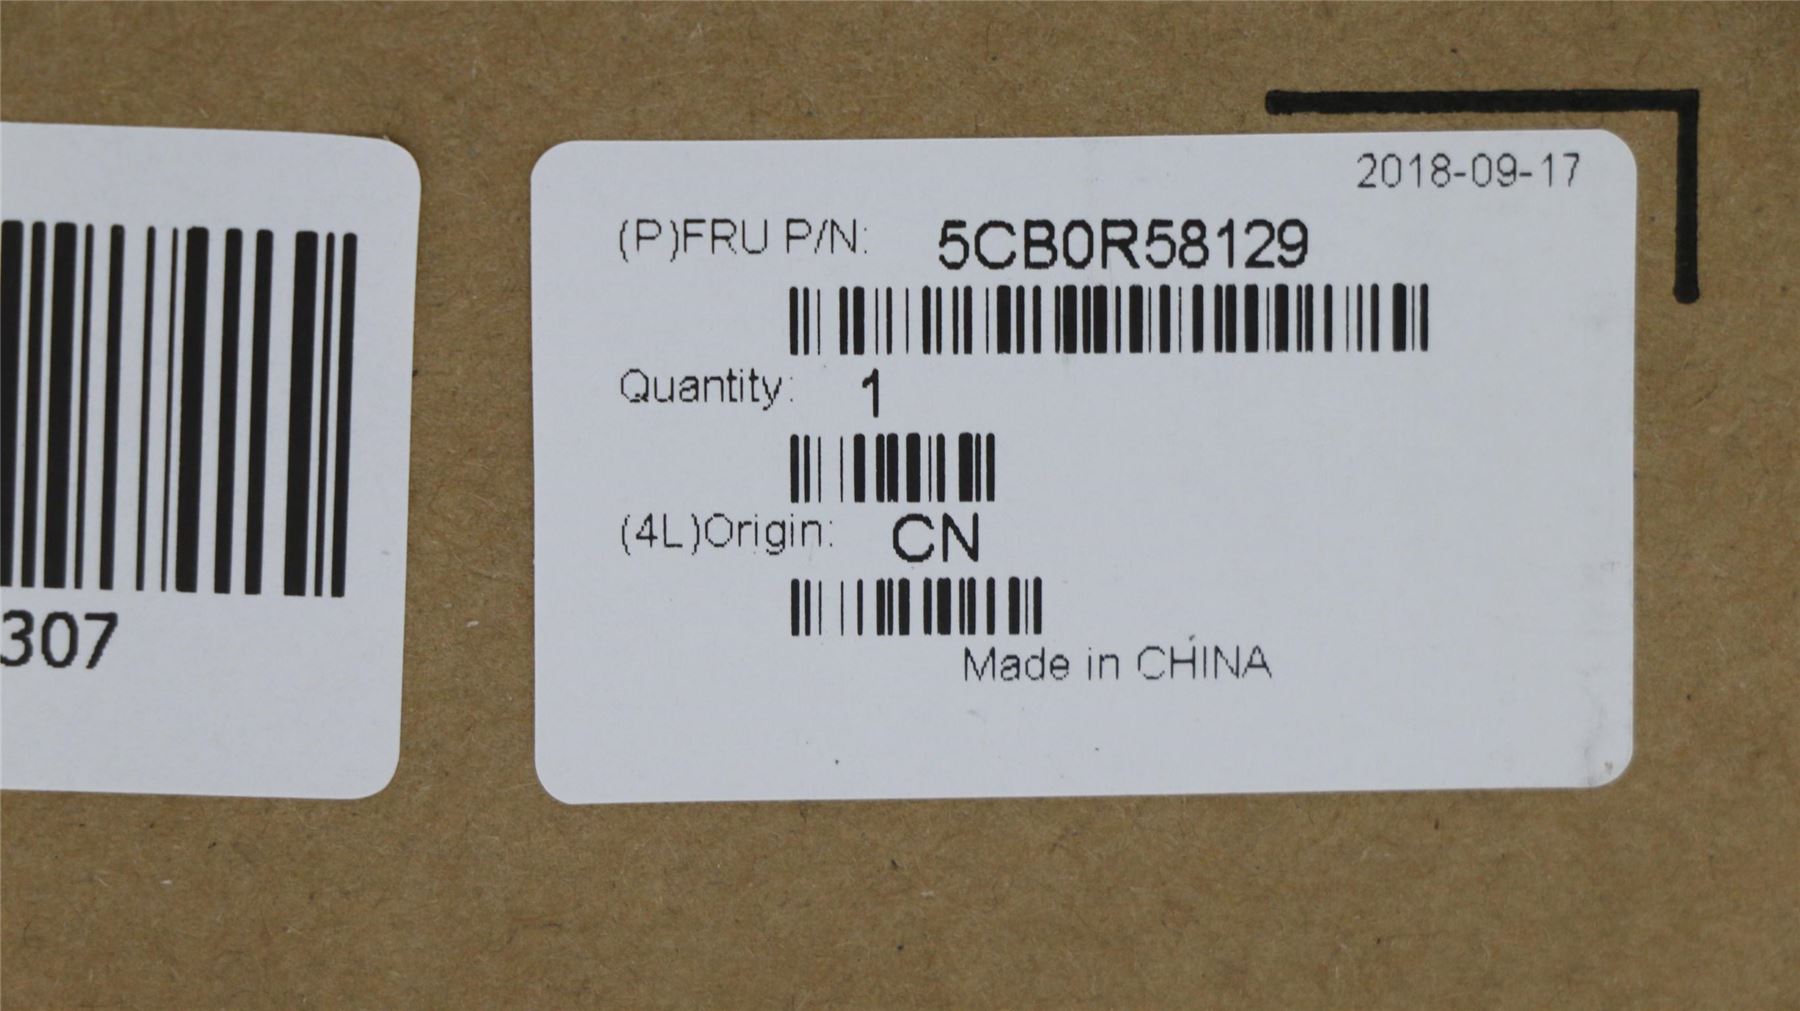 2018-09-17
(P)FRU P/N: 5CB0R58129
Quantity: 1
(4L)Origin: CN
Made in CHINA
307